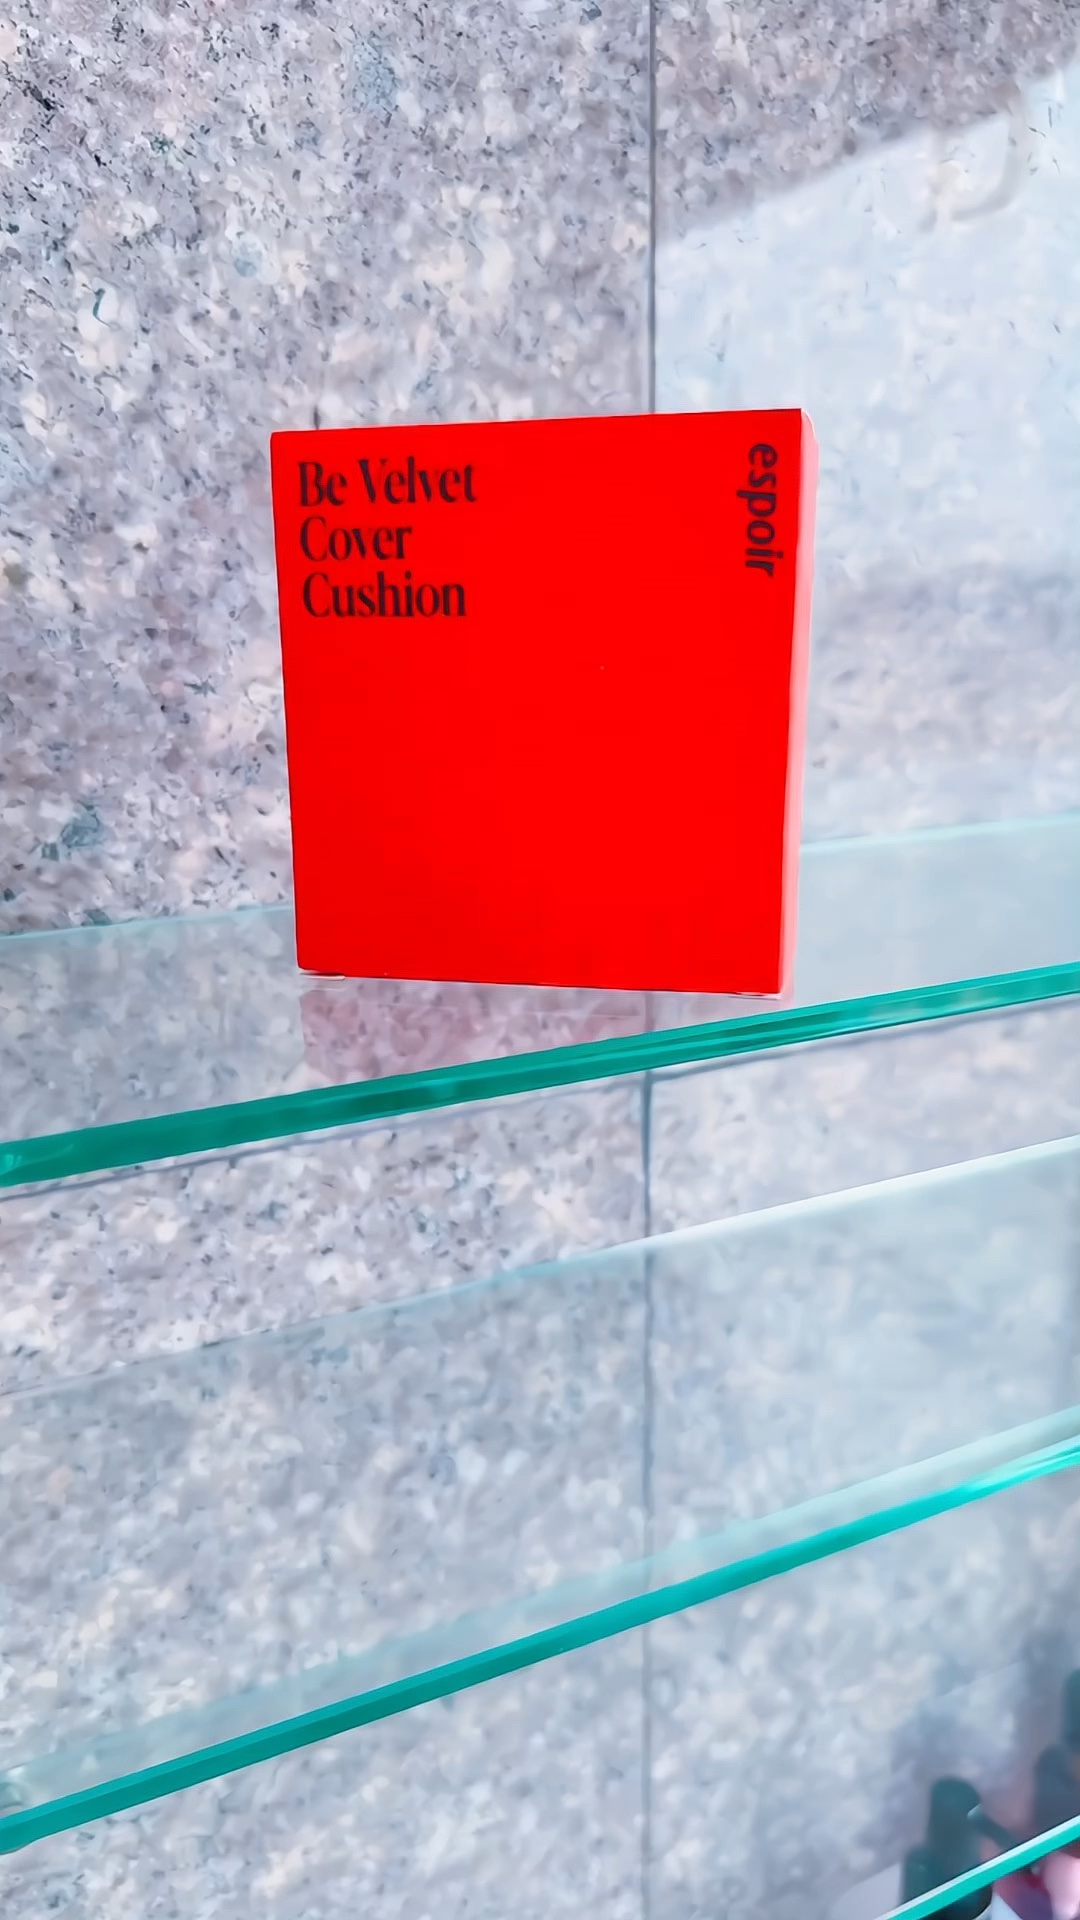 Be Velvet
Cover
Cushion
espoir